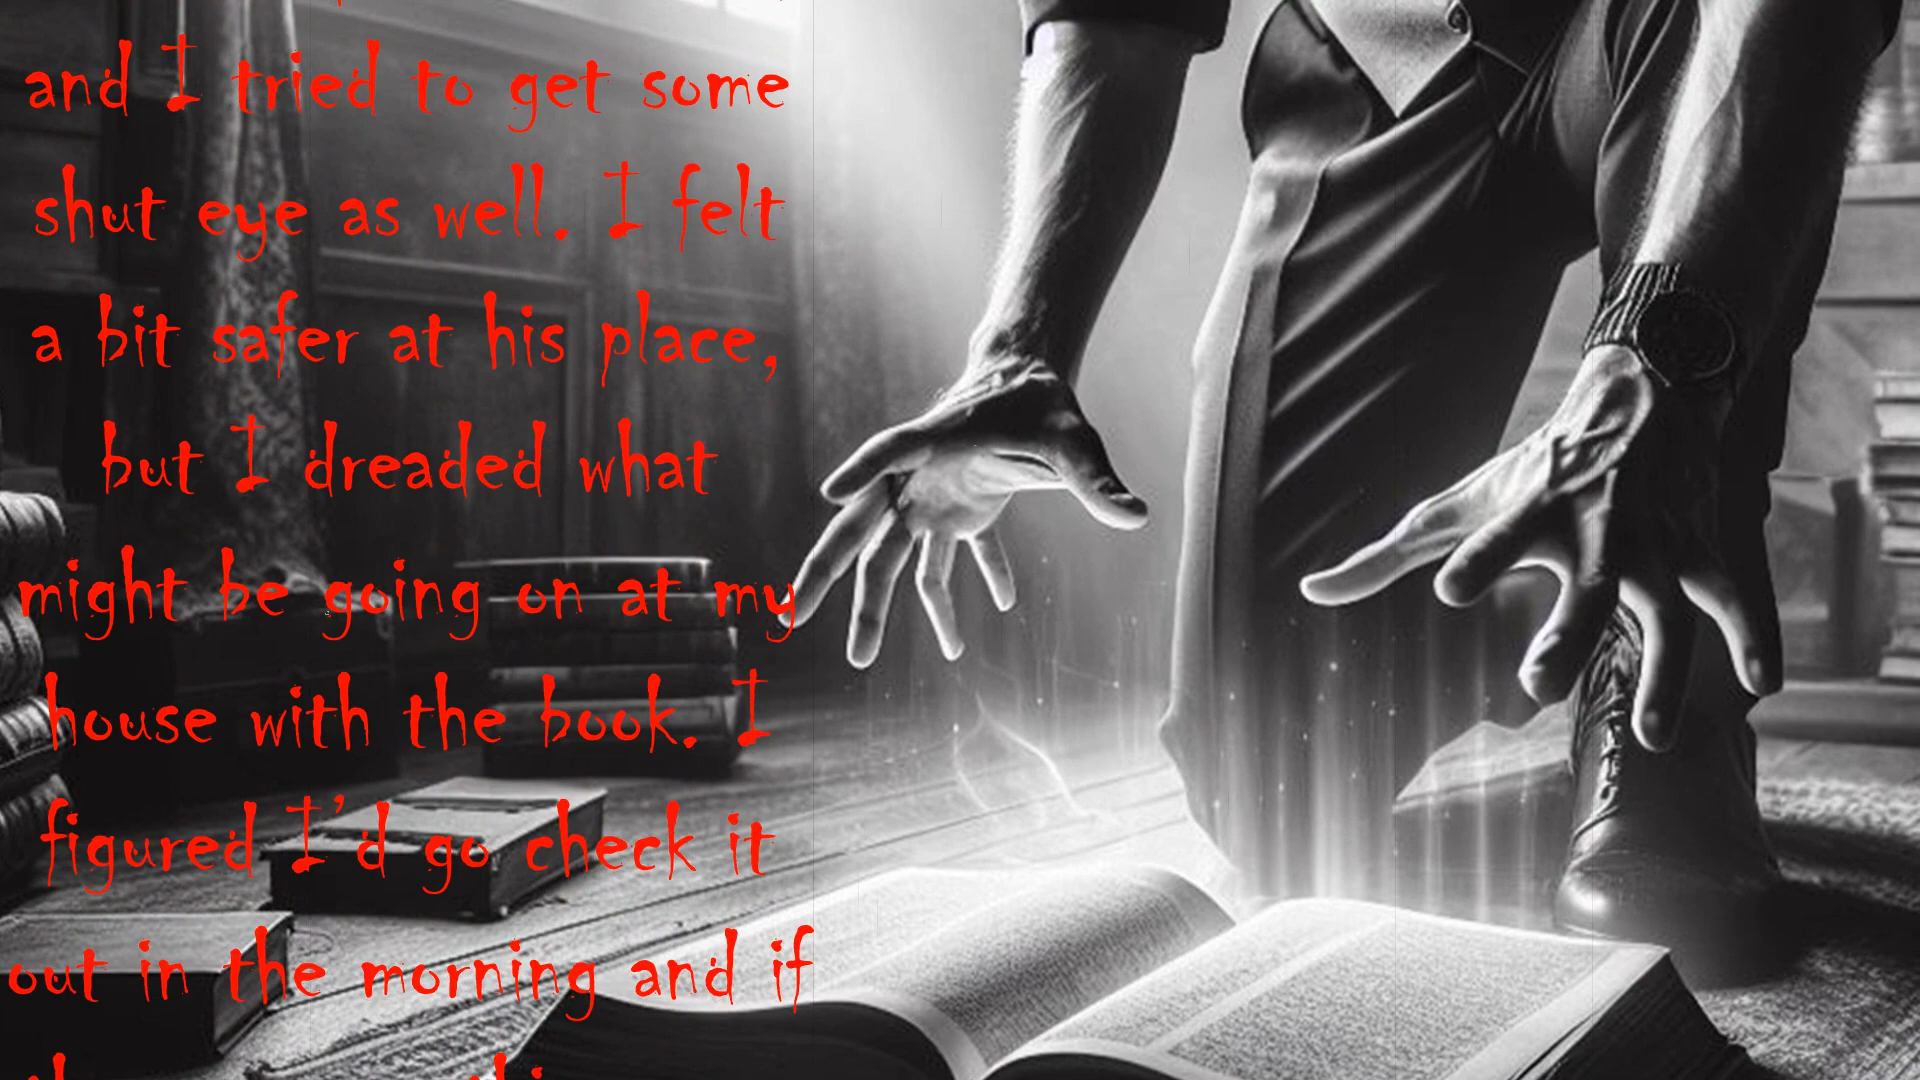 and I tried to get some
shut eye as well. I felt
a bit safer at his place,
but I dreaded what
might be going on at my
house with the book. I
figured I'd go check it
out in the morning and if